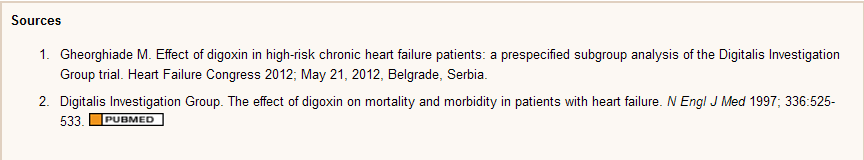 Sources
1. Gheorghiade M. Effect of digoxin in high-risk chronic heart failure patients: a prespecified subgroup analysis of the Digitalis Investigation
Group trial. Heart Failure Congress 2012; May 21, 2012, Belgrade, Serbia.
2. Digitalis Investigation Group. The effect of digoxin on mortality and morbidity in patients with heart failure. N Engl J Med 1997; 336:525-
533. PUBMED